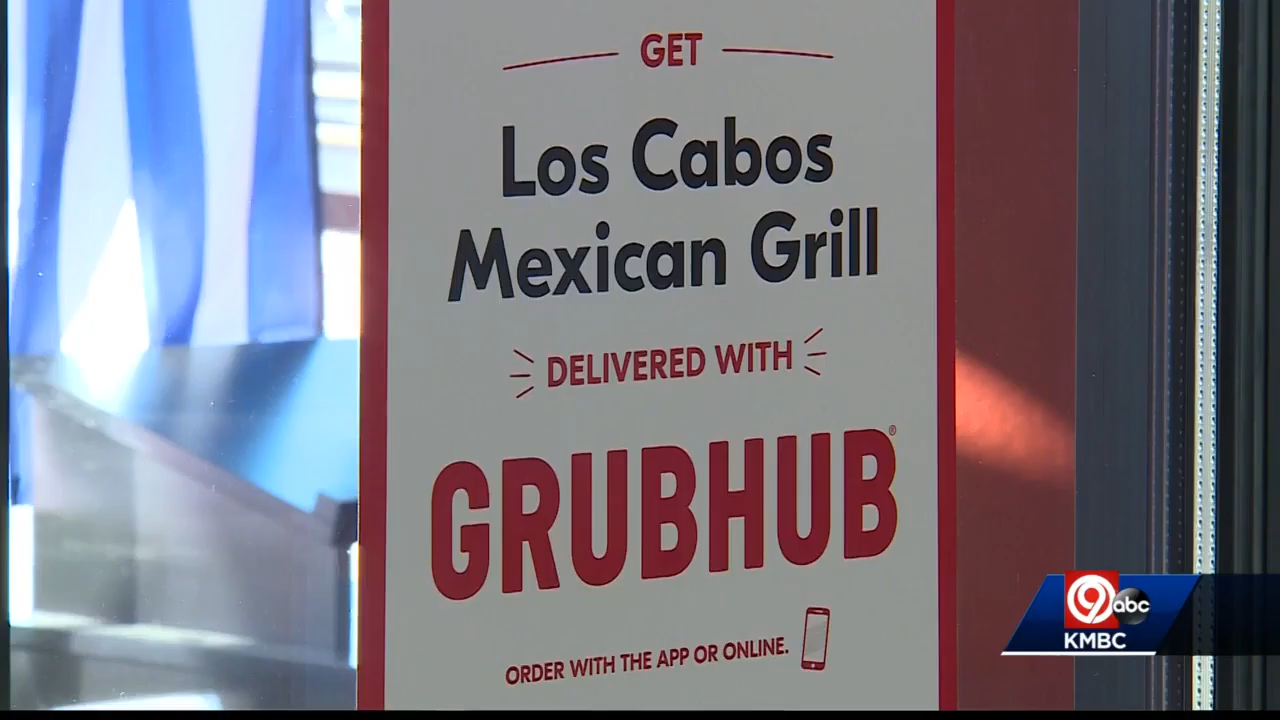 GET
Los Cabos
Mexican Grill
DELIVERED WITH
GRUBHUB®
ORDER WITH THE APP OR ONLINE.
9 abc
KMBC